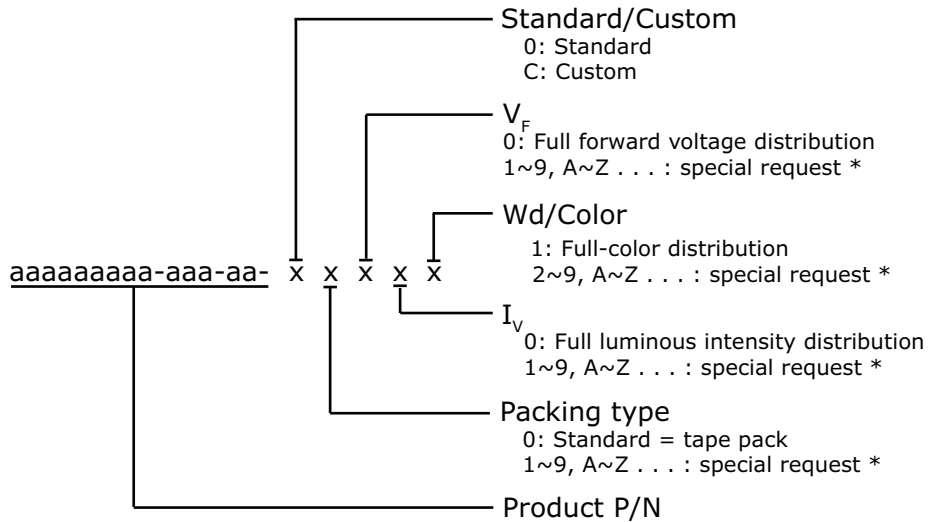 Standard/Custom
0: Standard
C: Custom
VF
0: Full forward voltage distribution
1~9, A~Z . . . : special request *
Wd/Color
1: Full-color distribution
2~9, A~Z . . . : special request *
aaaaaaaaa-aaa-aa- x x x x x
IV
0: Full luminous intensity distribution
1~9, A~Z . . . : special request *
Packing type
0: Standard = tape pack
1~9, A~Z . . . : special request *
Product P/N